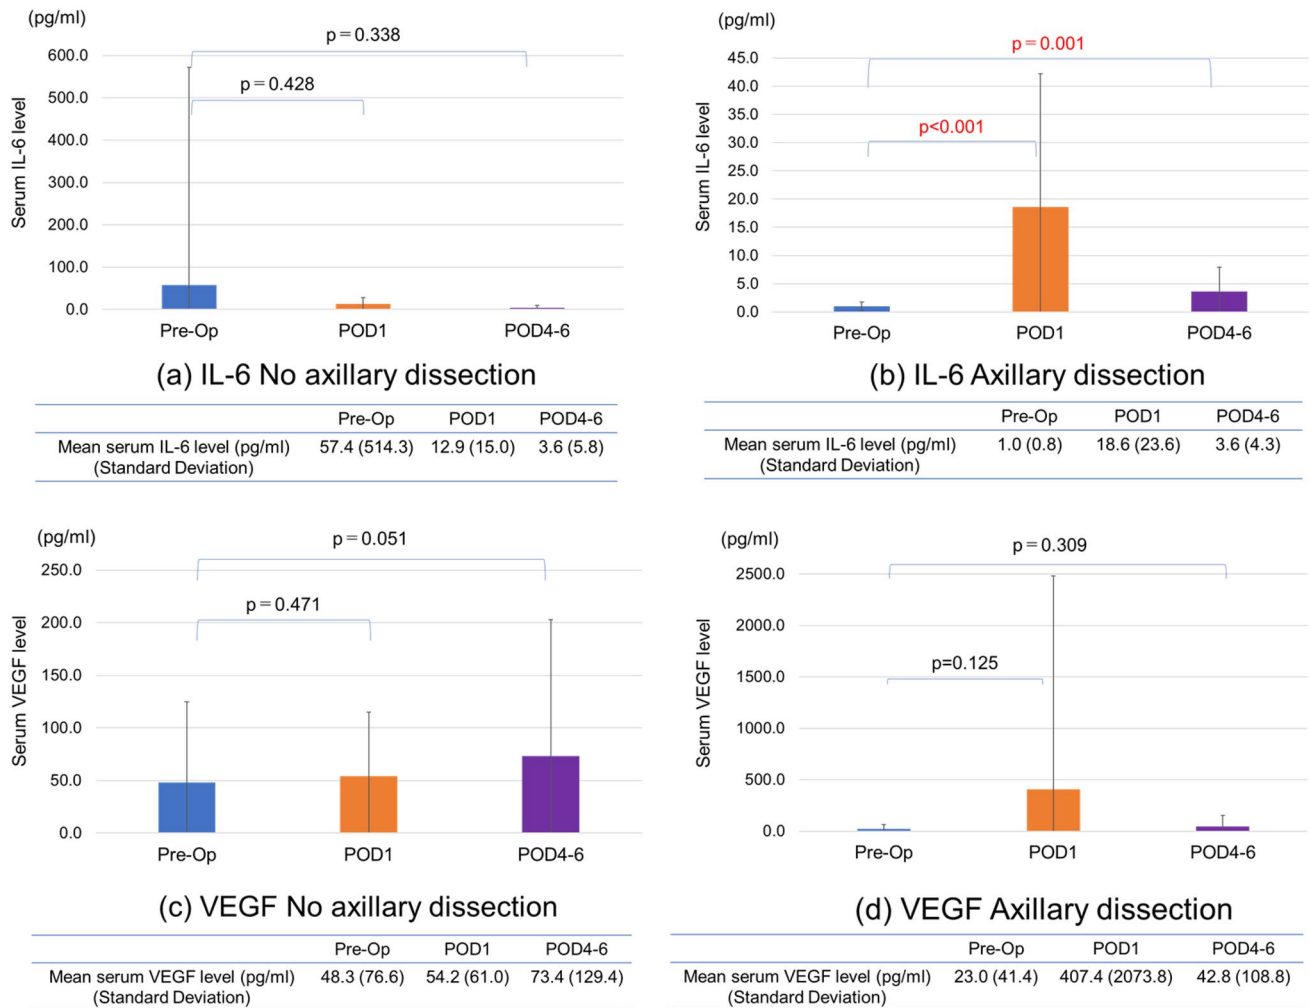 (pg/ml)
p＝0.338
p＝0.428
Serum IL-6 level
600.0
500.0
400.0
300.0
200.0
100.0
0.0
Pre-Op POD1 POD4-6
(a) IL-6 No axillary dissection
Pre-Op POD1 POD4-6
Mean serum IL-6 level (pg/ml) 57.4 (514.3) 12.9 (15.0) 3.6 (5.8)
(Standard Deviation)
(pg/ml)
p＝0.001
p<0.001
Serum IL-6 level
45.0
40.0
35.0
30.0
25.0
20.0
15.0
10.0
5.0
0.0
Pre-Op POD1 POD4-6
(b) IL-6 Axillary dissection
Pre-Op POD1 POD4-6
Mean serum IL-6 level (pg/ml) 1.0 (0.8) 18.6 (23.6) 3.6 (4.3)
(Standard Deviation)
(pg/ml)
p＝0.051
p＝0.471
Serum VEGF level
250.0
200.0
150.0
100.0
50.0
0.0
Pre-Op POD1 POD4-6
(c) VEGF No axillary dissection
Pre-Op POD1 POD4-6
Mean serum VEGF level (pg/ml) 48.3 (76.6) 54.2 (61.0) 73.4 (129.4)
(Standard Deviation)
(pg/ml)
p＝0.309
p=0.125
Serum VEGF level
2500.0
2000.0
1500.0
1000.0
500.0
0.0
Pre-Op POD1 POD4-6
(d) VEGF Axillary dissection
Pre-Op POD1 POD4-6
Mean serum VEGF level (pg/ml) 23.0 (41.4) 407.4 (2073.8) 42.8 (108.8)
(Standard Deviation)